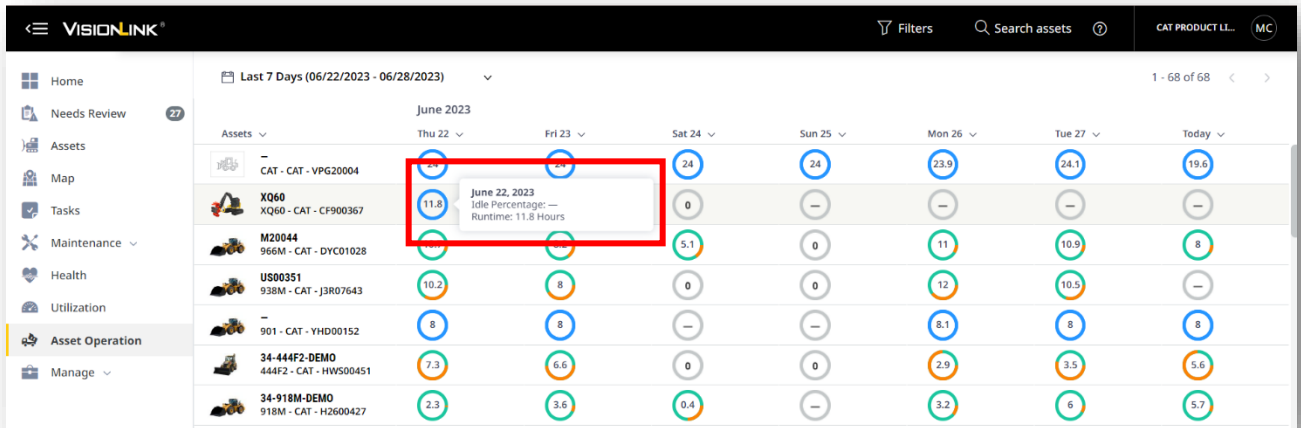 VISIONLINK®
Filters
Search assets
?
CAT PRODUCT LI...
MC
Home
Needs Review 27
Assets
Map
Tasks
Maintenance
Health
Utilization
Asset Operation
Manage
Last 7 Days (06/22/2023 - 06/28/2023)
1 - 68 of 68
June 2023
Assets Thu 22 Fri 23 Sat 24 Sun 25 Mon 26 Tue 27 Today
–
CAT - CAT - VPG20004
24 24 24 24 23.9 24.1 19.6
XQ60
XQ60 - CAT - CF900367
11.8 0 – – – –
June 22, 2023
Idle Percentage: —
Runtime: 11.8 Hours
M20044
966M - CAT - DYC01028
5.1 0 11 10.9 8
US00351
938M - CAT - J3R07643
10.2 8 0 0 12 10.5 –
–
901 - CAT - YHD00152
8 8 – – 8.1 8 8
34-444F2-DEMO
444F2 - CAT - HWS00451
7.3 6.6 0 0 2.9 3.5 5.6
34-918M-DEMO
918M - CAT - H2600427
2.3 3.6 0.4 – 3.2 6 5.7